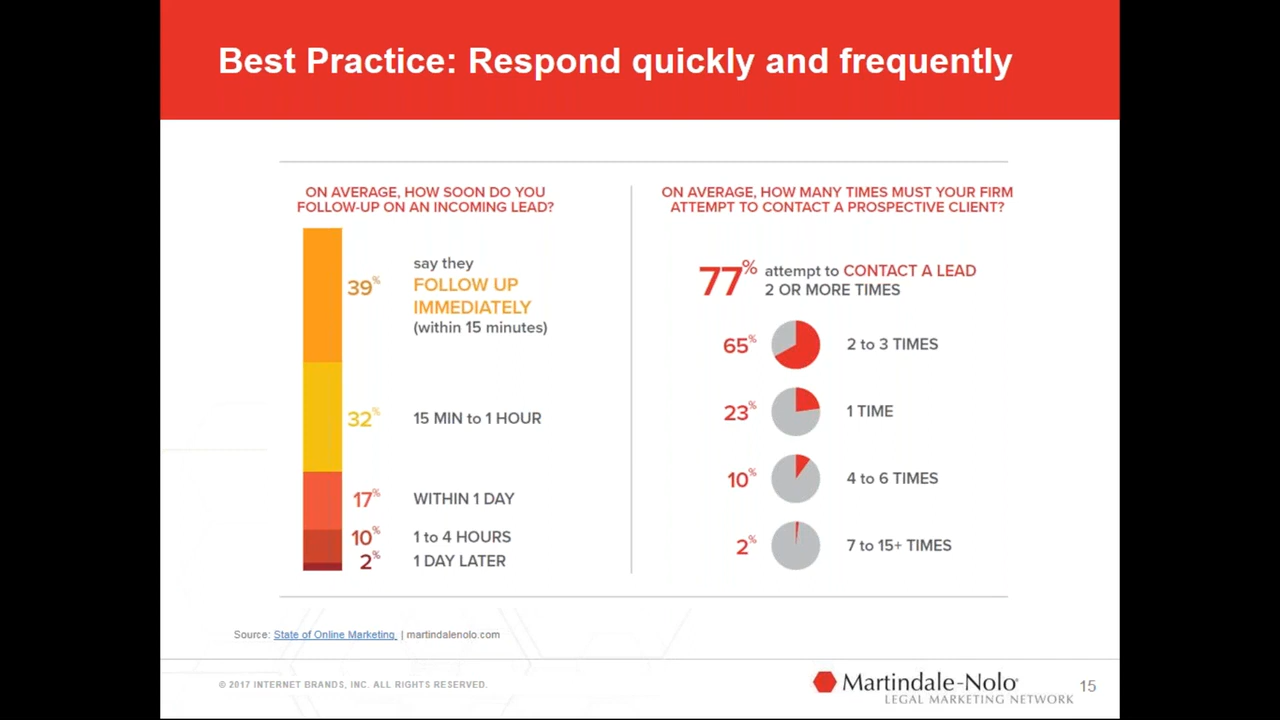 Best Practice: Respond quickly and frequently
ON AVERAGE, HOW SOON DO YOU
FOLLOW-UP ON AN INCOMING LEAD?
39%
say they
FOLLOW UP
IMMEDIATELY
(within 15 minutes)
32%
15 MIN to 1 HOUR
17%
WITHIN 1 DAY
10%
1 to 4 HOURS
2%
1 DAY LATER
ON AVERAGE, HOW MANY TIMES MUST YOUR FIRM
ATTEMPT TO CONTACT A PROSPECTIVE CLIENT?
77%
attempt to CONTACT A LEAD
2 OR MORE TIMES
65%
2 to 3 TIMES
23%
1 TIME
10%
4 to 6 TIMES
2%
7 to 15+ TIMES
Source: State of Online Marketing | martindalenolo.com
© 2017 INTERNET BRANDS, INC. ALL RIGHTS RESERVED.
Martindale-Nolo®
LEGAL MARKETING NETWORK
15